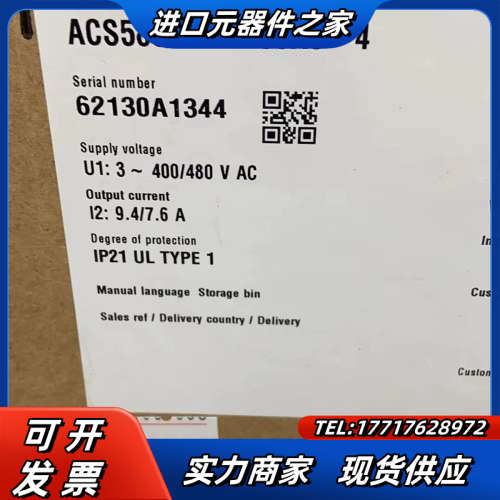 进口元器件之家
Serial number
62130A1344
Supply voltage
U1: 3 ~ 400/480 V AC
Output current
I2: 9.4/7.6 A
Degree of protection
IP21 UL TYPE 1
Manual language Storage bin
Sales ref / Delivery country / Delivery
In
Cus
Custom
TEL:17717628972
可开
发票
实力商家 现货供应